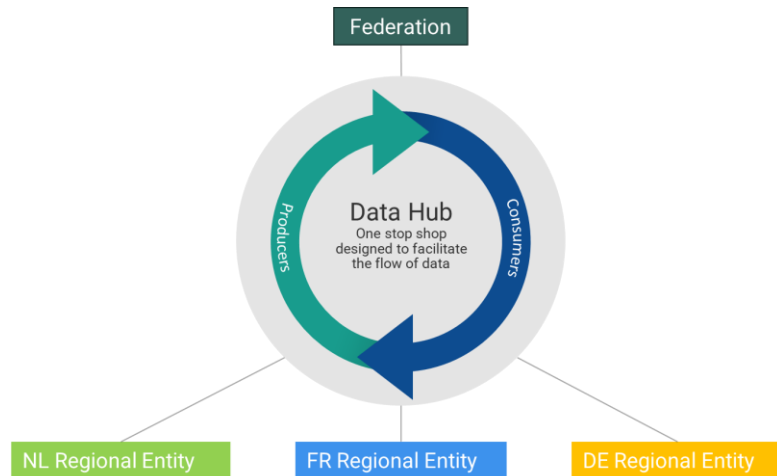 Federation
Producers
Data Hub
One stop shop
designed to facilitate
the flow of data
Consumers
NL Regional Entity
FR Regional Entity
DE Regional Entity